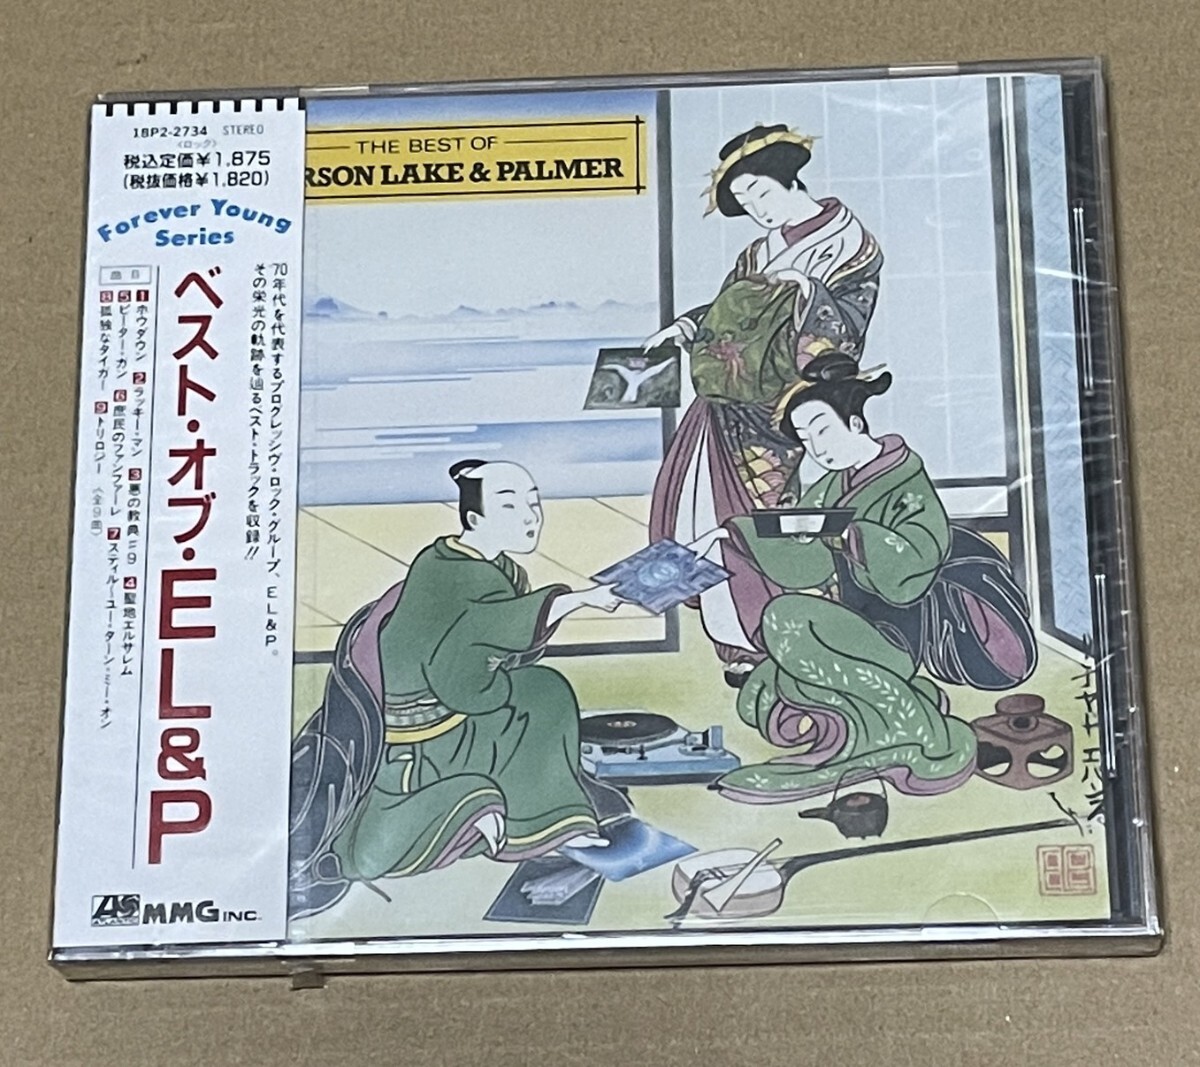 18P2-2734 STEREO
〈ロック〉
税込定価¥1,875
(税抜価格¥1,820)
Forever Young
Series
'70年代を代表するプログレッシヴ・ロック・グループ、EL&P。
その栄光の軌跡を辿るベスト・トラックを収録!!
ベスト・オブ・EL&P
曲目
1 ホウダウン 2 ラッキー・マン 3 悪の教典#9 4 聖地エルサレム
5 ピーター・ガン 6 庶民のファンファーレ 7 スティル…ユー・ターン・ミー・オン
8 孤独なタイガー 9 トリロジー 〈全9曲〉
ATLANTIC
MMG INC.
THE BEST OF
RSON LAKE & PALMER